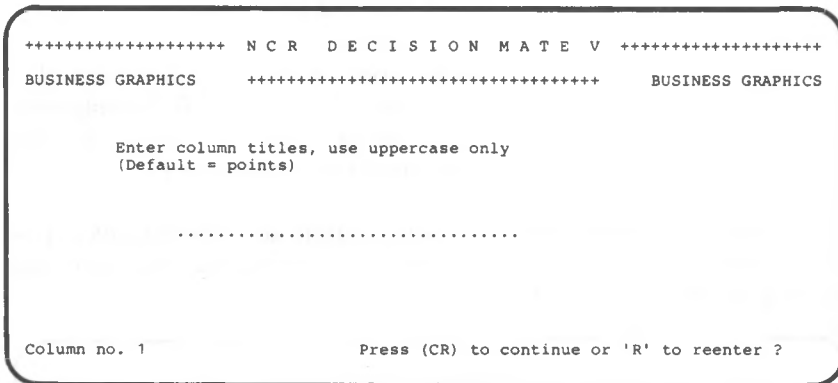 ++++++++++++++++++++ N C R D E C I S I O N M A T E V ++++++++++++++++++++
BUSINESS GRAPHICS +++++++++++++++++++++++++++++++++++ BUSINESS GRAPHICS
Enter column titles, use uppercase only
(Default = points)
..................................
Column no. 1 Press (CR) to continue or 'R' to reenter ?